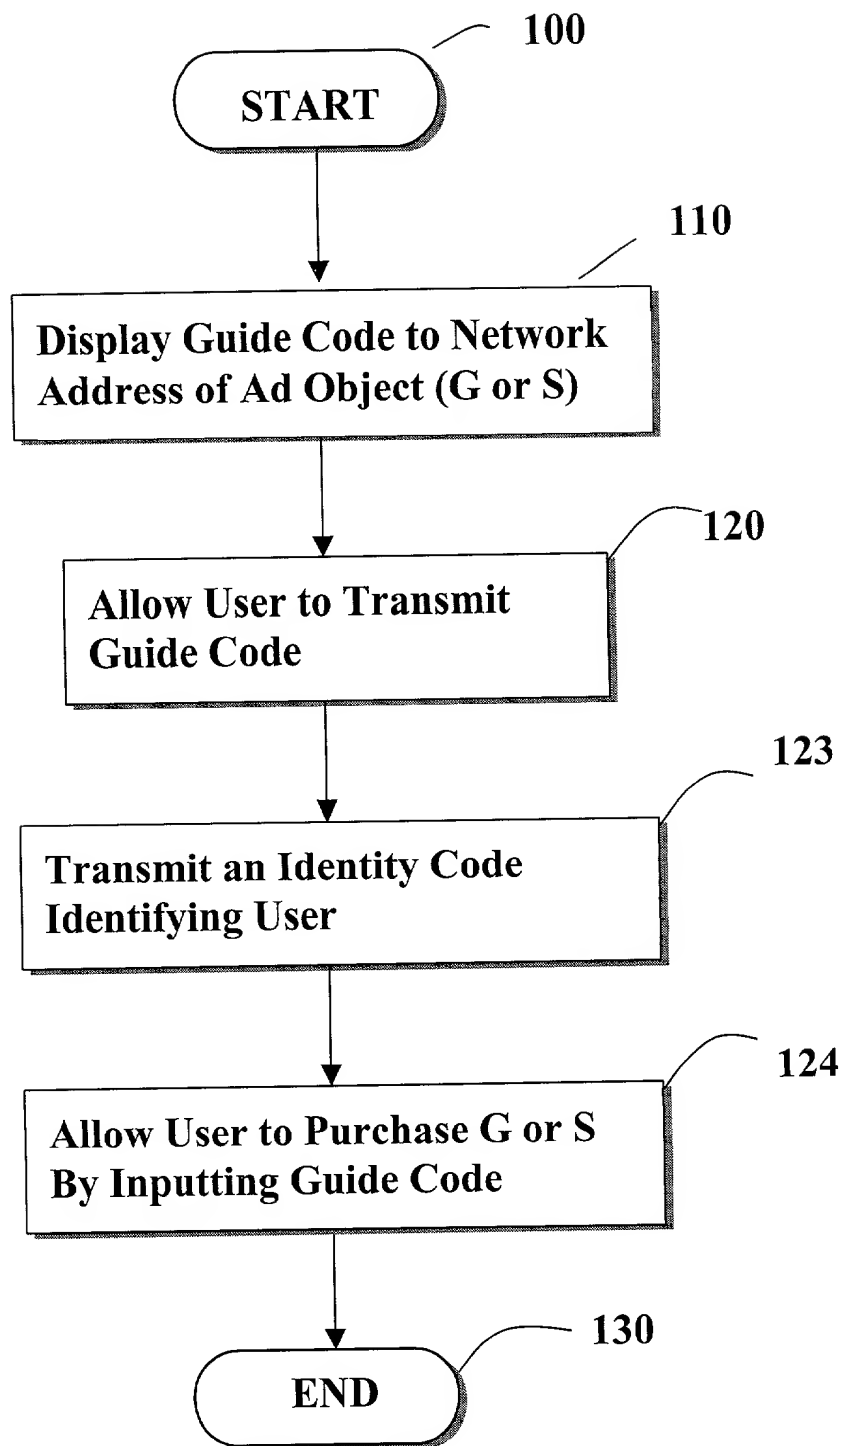 100
START
110
Display Guide Code to Network
Address of Ad Object (G or S)
120
Allow User to Transmit
Guide Code
123
Transmit an Identity Code
Identifying User
124
Allow User to Purchase G or S
By Inputting Guide Code
130
END